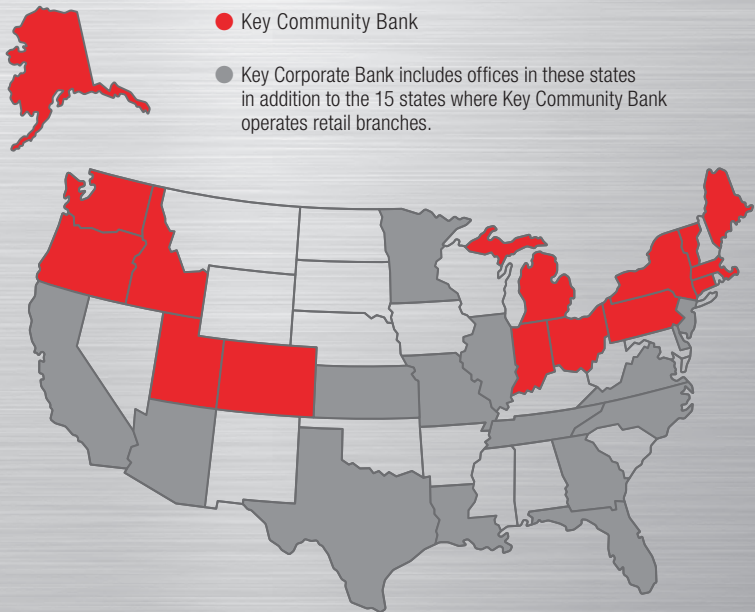 Key Community Bank
Key Corporate Bank includes offices in these states
in addition to the 15 states where Key Community Bank
operates retail branches.